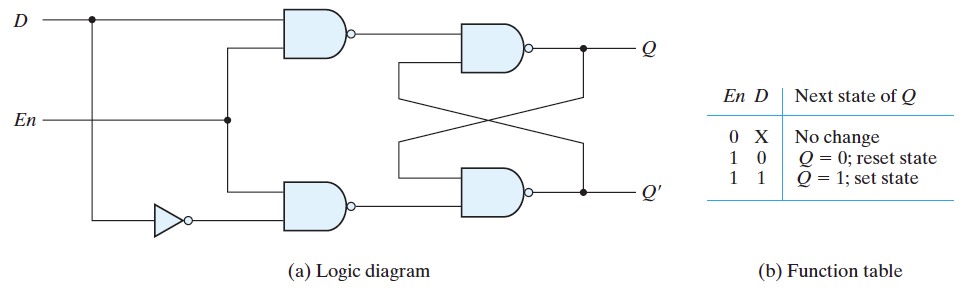 D
En
Q
Q'
(a) Logic diagram
En D Next state of Q
0 X No change
1 0 Q = 0; reset state
1 1 Q = 1; set state
(b) Function table